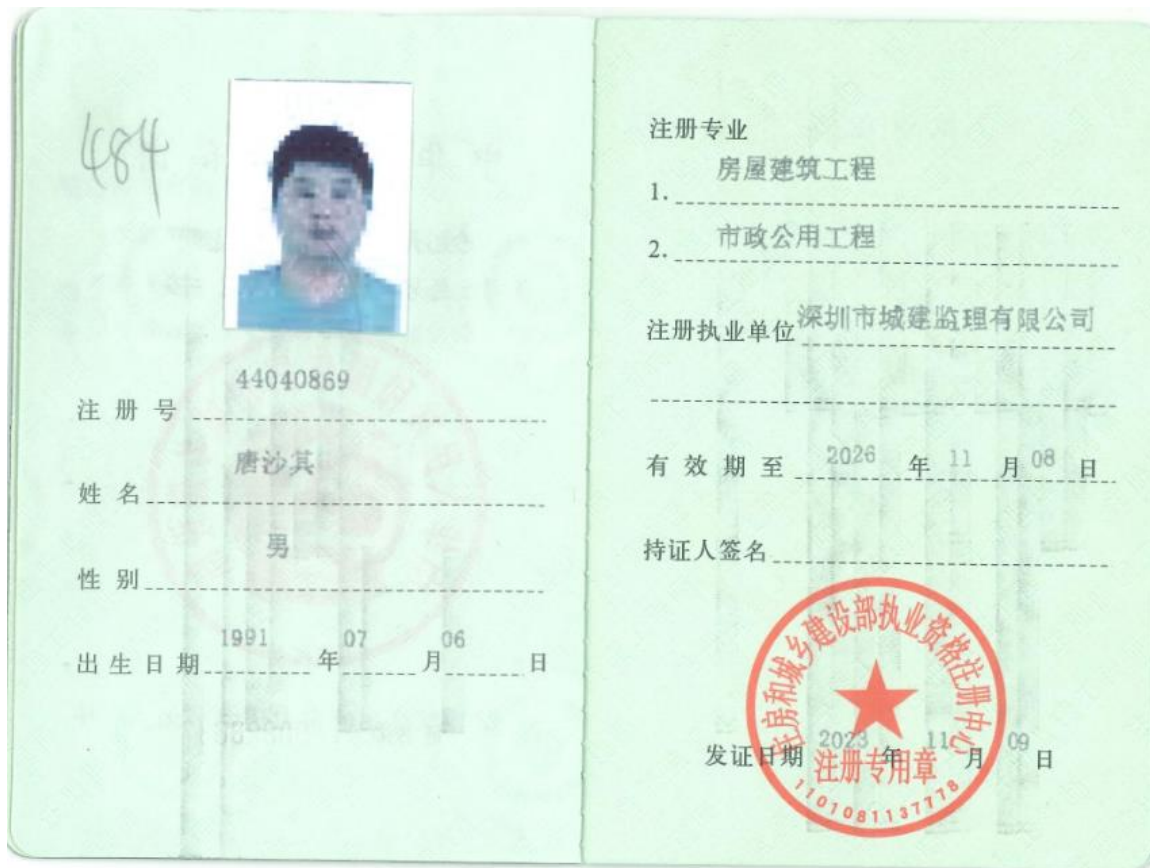 484
注册号 44040869
姓名 唐沙其
性别 男
出生日期 1991 年 07 月 06 日
注册专业
1. 房屋建筑工程
2. 市政公用工程
注册执业单位 深圳市城建监理有限公司
有效期至 2026 年 11 月 08 日
持证人签名
发证日期 2023 年 11 月 09 日
住房和城乡建设部执业资格注册中心
注册专用章
1101081137778